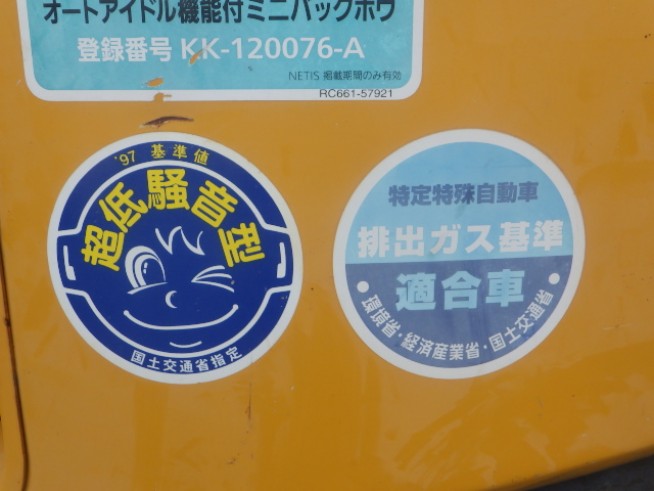 オートアイドル機能付ミニバックホウ
登録番号 KK-120076-A
NETIS 掲載期間のみ有効
RC661-57921
'97 基準値
超低騒音型
国土交通省指定
特定特殊自動車
排出ガス基準
適合車
・環境省・経済産業省・国土交通省・